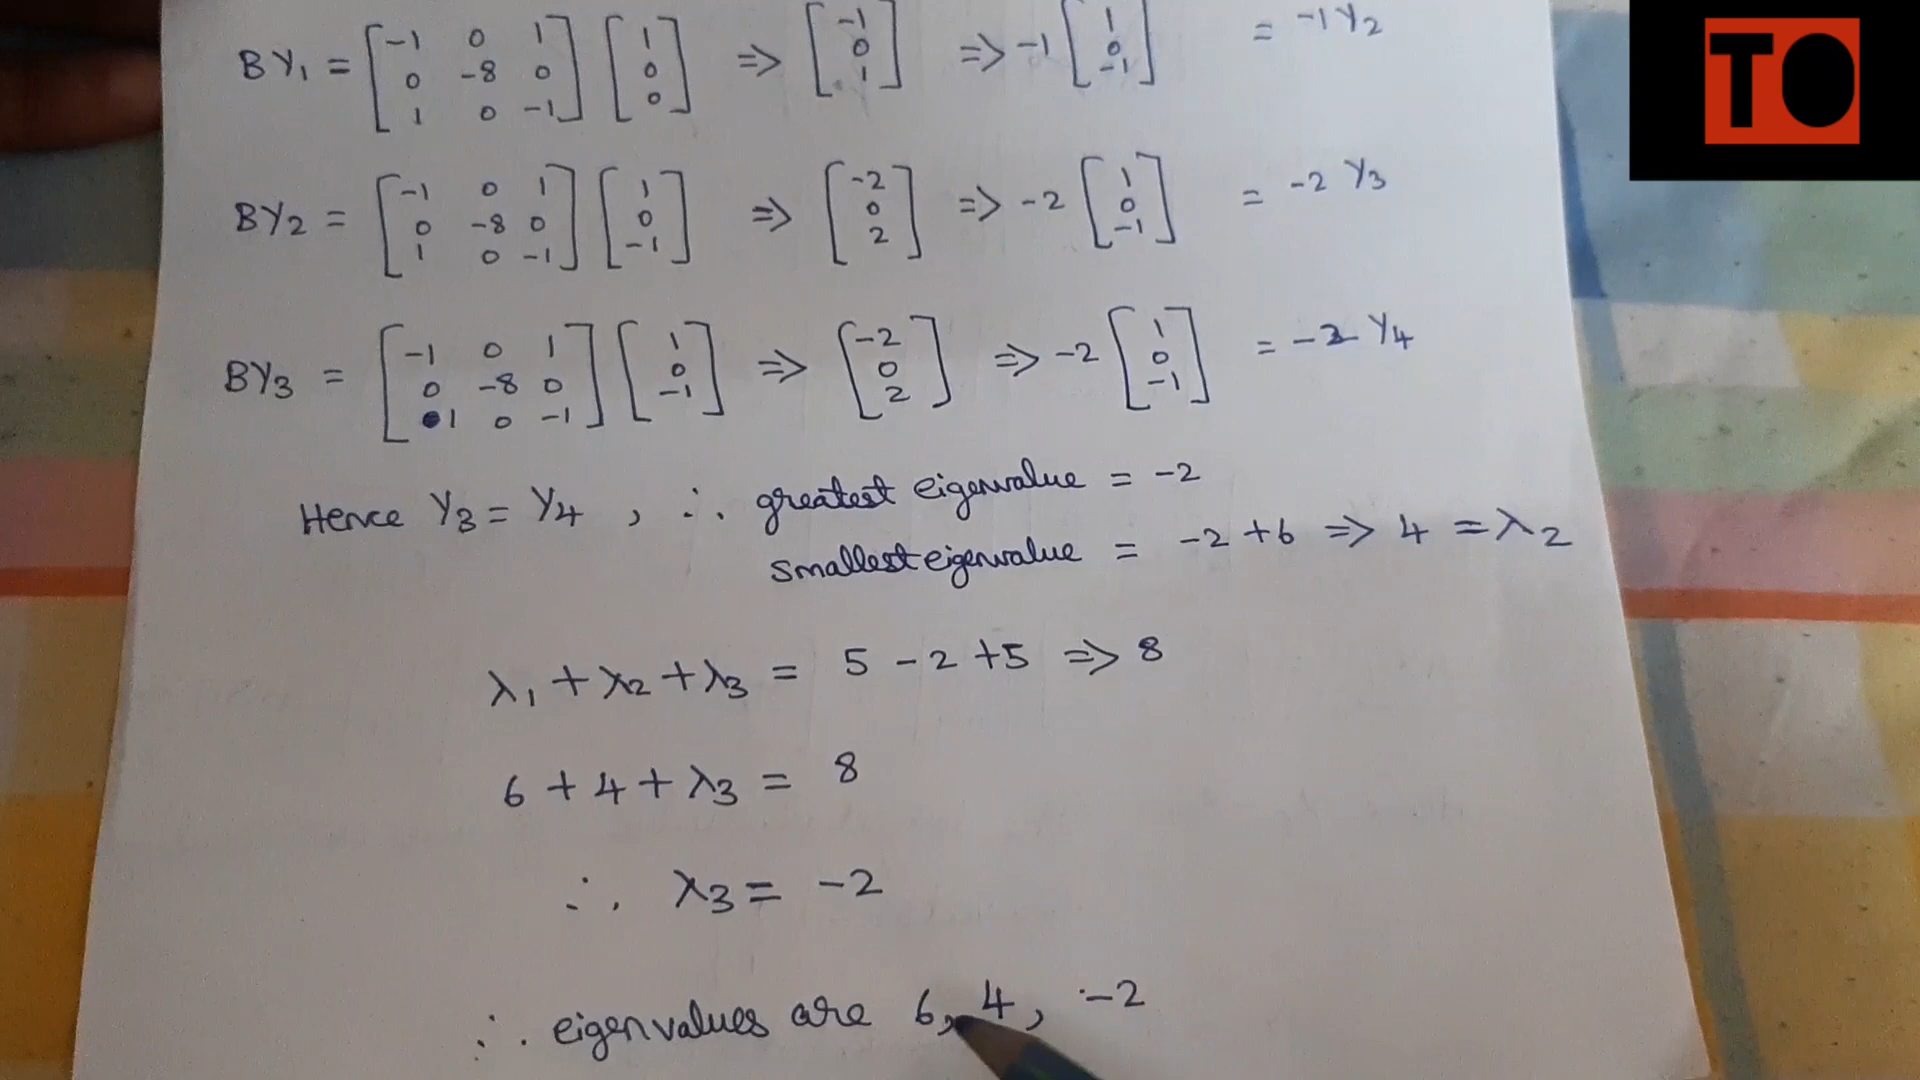 TO
BY1 = [-1 0 1; 0 -8 0; 1 0 -1] [1; 0; 0] => [-1; 0; 1] => -1 [1; 0; -1] = -1 Y2
BY2 = [-1 0 1; 0 -8 0; 1 0 -1] [1; 0; -1] => [-2; 0; 2] => -2 [1; 0; -1] = -2 Y3
BY3 = [-1 0 1; 0 -8 0; 1 0 -1] [1; 0; -1] => [-2; 0; 2] => -2 [1; 0; -1] = -2 Y4
Hence Y3 = Y4 , ∴ greatest eigenvalue = -2
smallest eigenvalue = -2 + 6 => 4 = λ2
λ1 + λ2 + λ3 = 5 - 2 + 5 => 8
6 + 4 + λ3 = 8
∴ λ3 = -2
∴ eigenvalues are 6, 4, -2